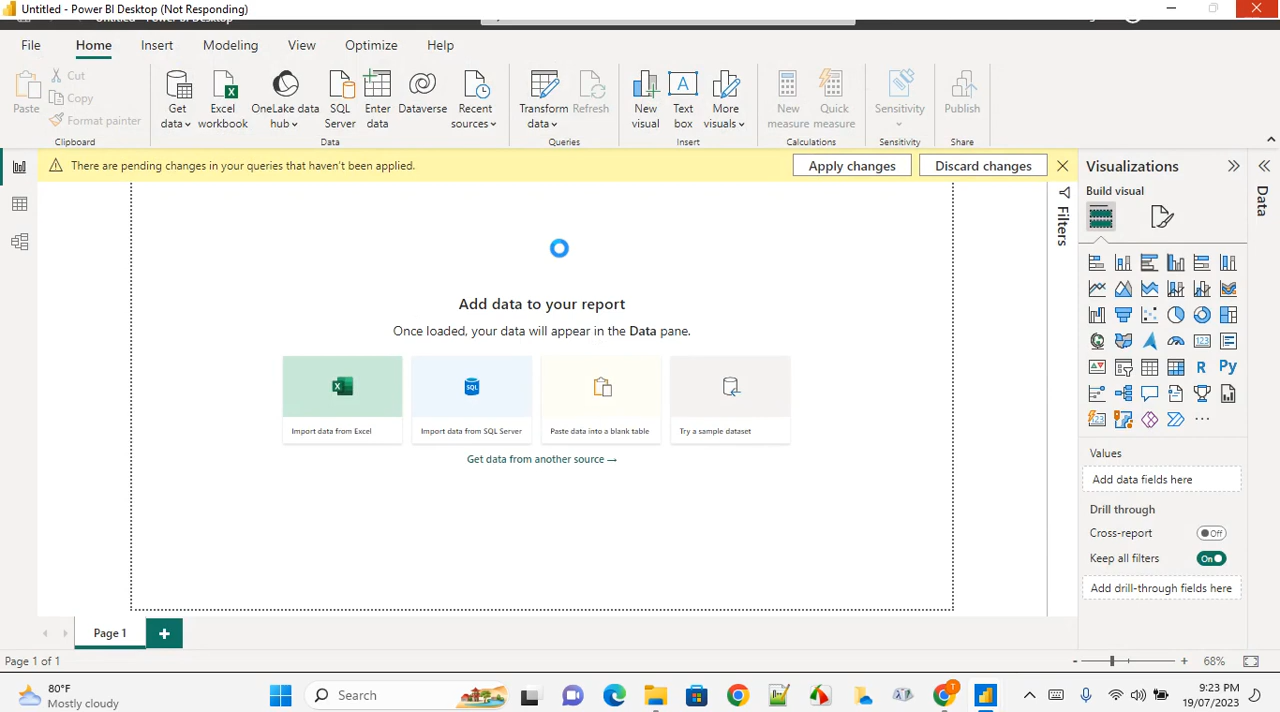 Untitled - Power BI Desktop (Not Responding)
File Home Insert Modeling View Optimize Help
Paste
Cut
Copy
Format painter
Clipboard
Get data
Excel workbook
OneLake data hub
SQL Server
Enter data
Dataverse
Recent sources
Data
Transform data
Refresh
Queries
New visual
Text box
More visuals
Insert
New measure
Quick measure
Calculations
Sensitivity
Sensitivity
Publish
Share
There are pending changes in your queries that haven't been applied.
Apply changes
Discard changes
Filters
Visualizations
Build visual
Data
Add data to your report
Once loaded, your data will appear in the Data pane.
SQL
Import data from Excel
Import data from SQL Server
Paste data into a blank table
Try a sample dataset
Get data from another source →
R
Py
123
Values
Add data fields here
Drill through
Cross-report
Off
Keep all filters
On
Add drill-through fields here
Page 1
Page 1 of 1
- + 68%
80°F
Mostly cloudy
Search
T
9:23 PM
19/07/2023